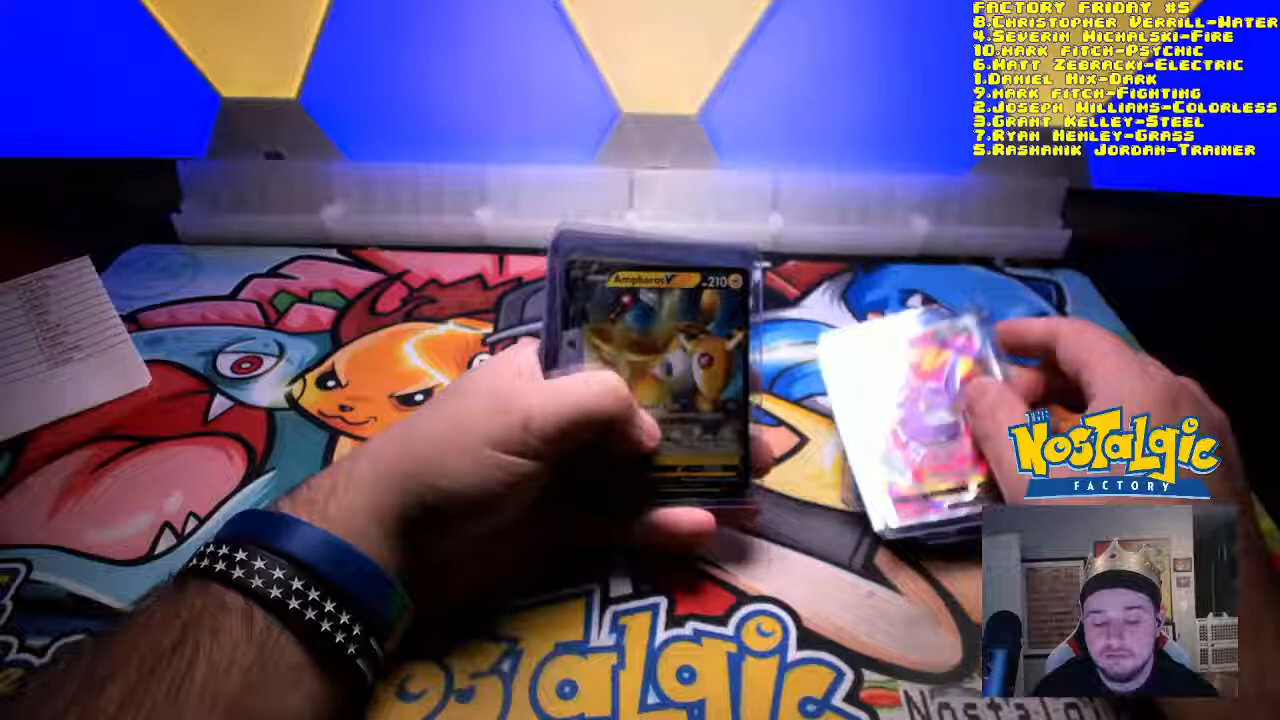 FACTORY FRIDAY #5
8.CHRISTOPHER VERRILL-WATER
4.SEVERIN MICHALSKI-FIRE
10.MARK FITCH-PSYCHIC
6.MATT ZEBRACKI-ELECTRIC
1.DANIEL MIX-DARK
9.MARK FITCH-FIGHTING
2.JOSEPH WILLIAMS-COLORLESS
3.GRANT KELLEY-STEEL
7.RYAN HENLEY-GRASS
5.RASHANIK JORDAN-TRAINER
Ampharos V 210
THE
NOSTALGIC
FACTORY
Nostalgic
Nostalgi